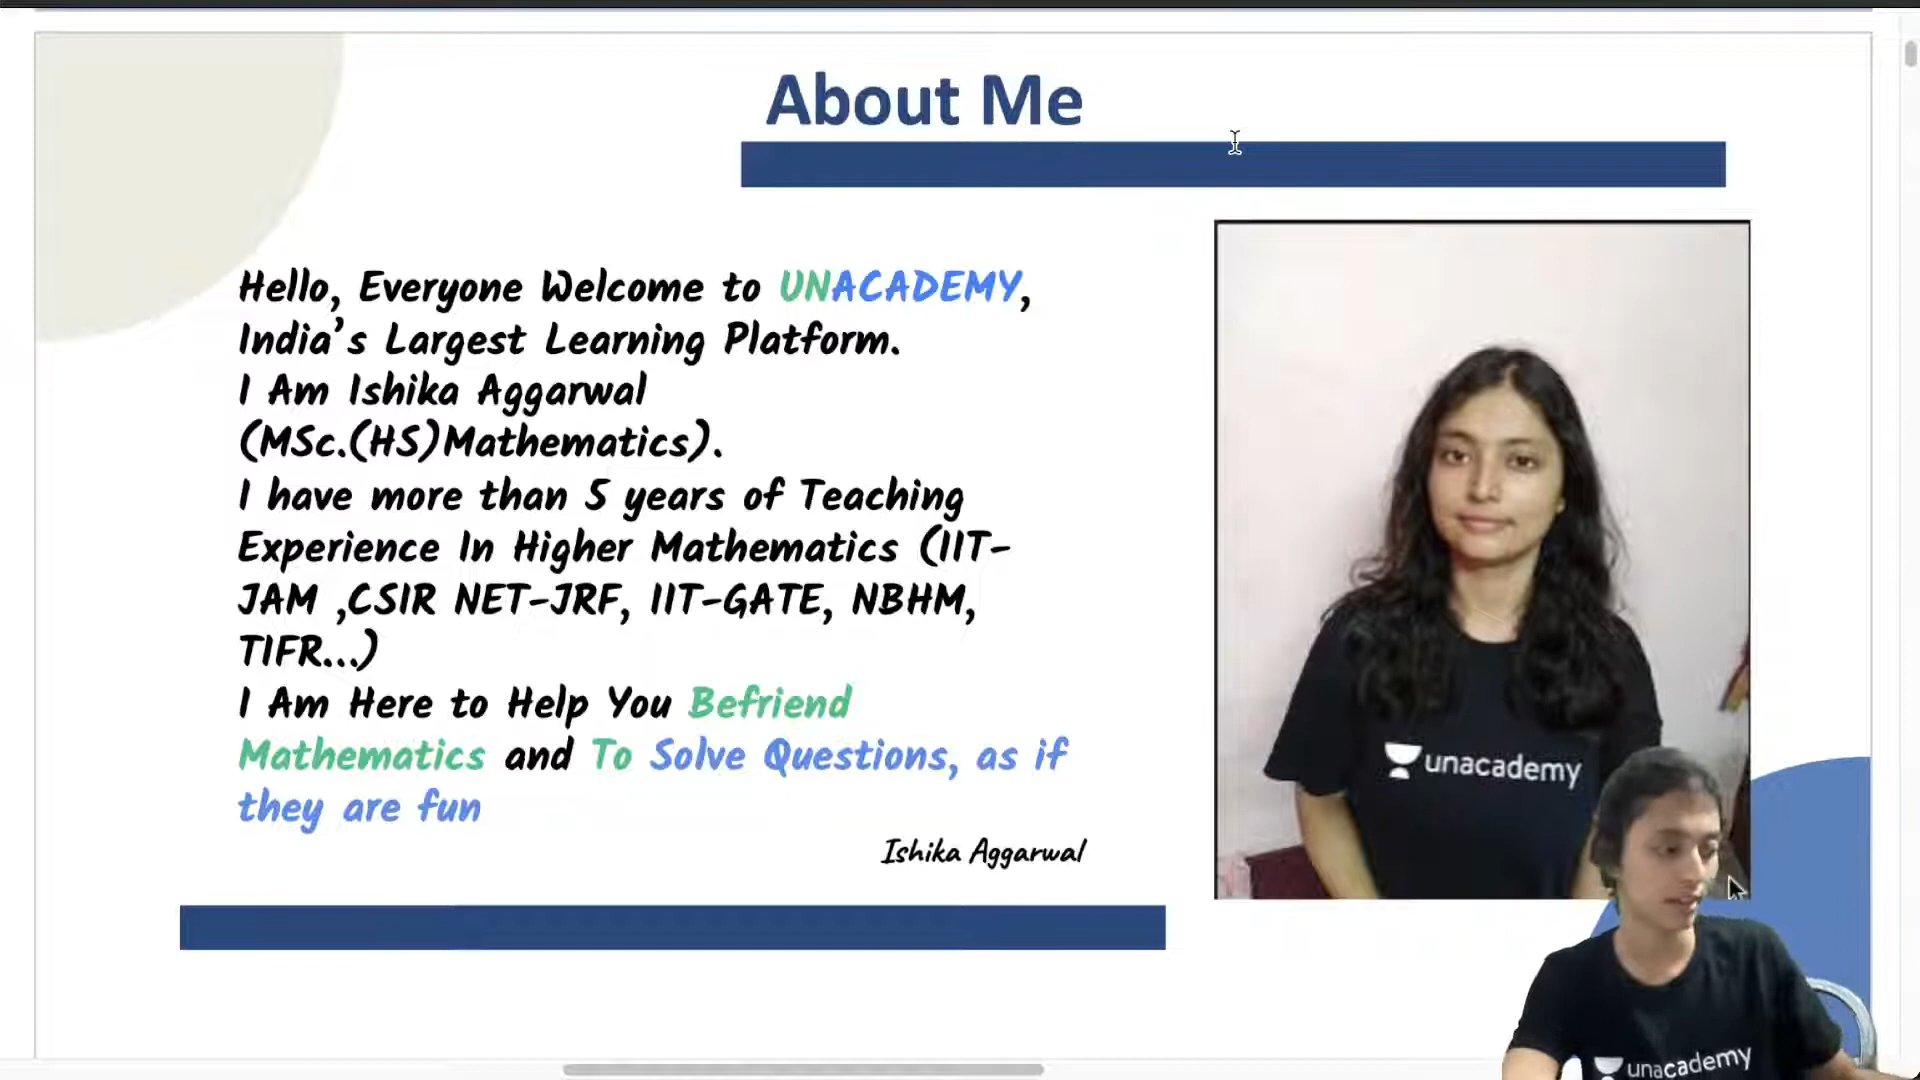 About Me
Hello, Everyone Welcome to UNACADEMY,
India's Largest Learning Platform.
I Am Ishika Aggarwal
(MSc.(HS)Mathematics).
I have more than 5 years of Teaching
Experience In Higher Mathematics (IIT-
JAM ,CSIR NET-JRF, IIT-GATE, NBHM,
TIFR...)
I Am Here to Help You Befriend
Mathematics and To Solve Questions, as if
they are fun
Ishika Aggarwal
unacademy
unacademy